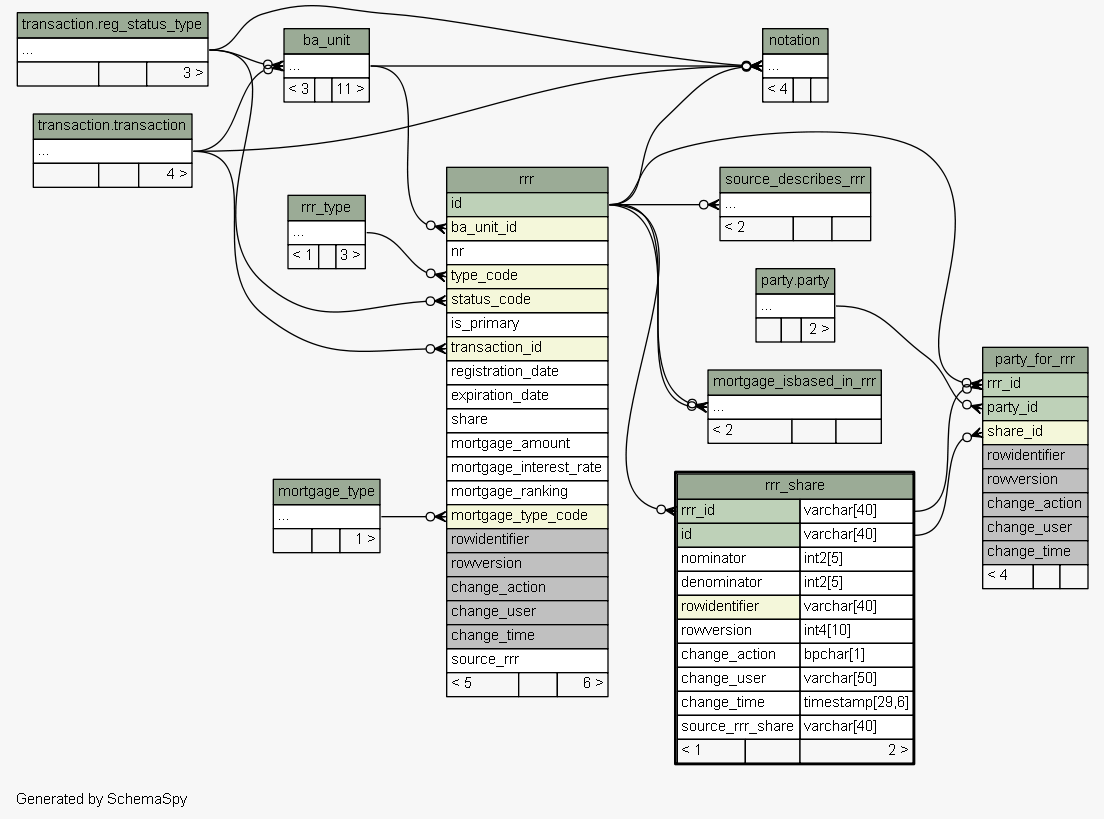 transaction.reg_status_type
...
3 >
ba_unit
...
< 3 11 >
notation
...
< 4
transaction.transaction
...
4 >
rrr_type
...
< 1 3 >
mortgage_type
...
1 >
rrr
id
ba_unit_id
nr
type_code
status_code
is_primary
transaction_id
registration_date
expiration_date
share
mortgage_amount
mortgage_interest_rate
mortgage_ranking
mortgage_type_code
rowidentifier
rowversion
change_action
change_user
change_time
source_rrr
< 5 6 >
source_describes_rrr
...
< 2
party.party
...
2 >
mortgage_isbased_in_rrr
...
< 2
rrr_share
rrr_id varchar[40]
id varchar[40]
nominator int2[5]
denominator int2[5]
rowidentifier varchar[40]
rowversion int4[10]
change_action bpchar[1]
change_user varchar[50]
change_time timestamp[29,6]
source_rrr_share varchar[40]
< 1 2 >
party_for_rrr
rrr_id
party_id
share_id
rowidentifier
rowversion
change_action
change_user
change_time
< 4
Generated by SchemaSpy